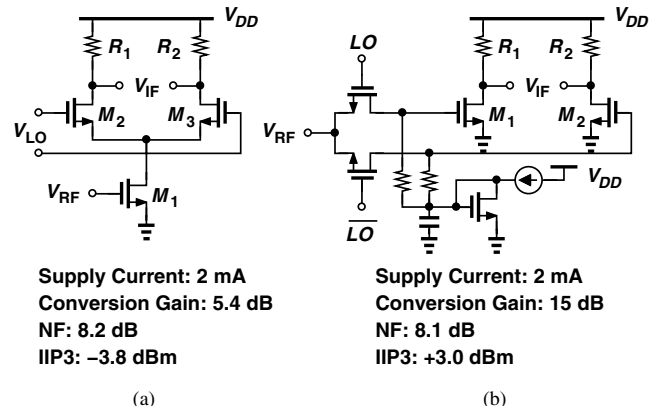 V_DD
R_1
R_2
V_IF
M_2
M_3
V_LO
V_RF
M_1
Supply Current: 2 mA
Conversion Gain: 5.4 dB
NF: 8.2 dB
IIP3: −3.8 dBm
(a)
V_DD
LO
R_1
R_2
V_IF
M_1
M_2
V_RF
V_DD
L̅O̅
Supply Current: 2 mA
Conversion Gain: 15 dB
NF: 8.1 dB
IIP3: +3.0 dBm
(b)